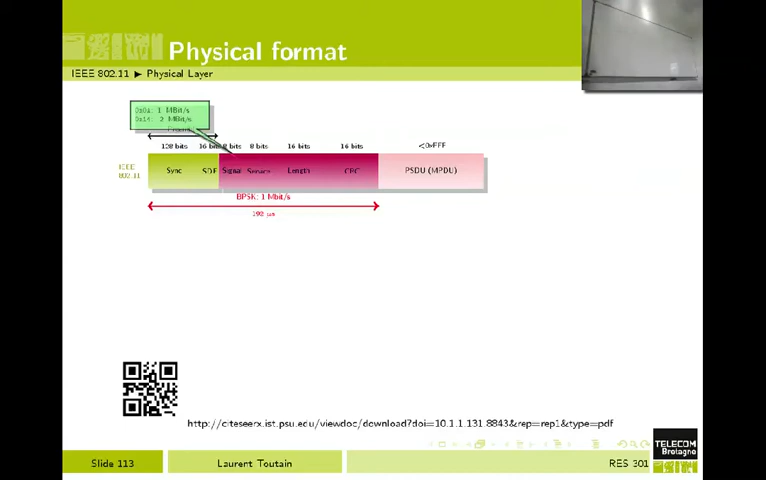 Physical format
IEEE 802.11 ▶ Physical Layer
0x0a: 1 MBit/s
0x14: 2 MBit/s
128 bits 16 bits 8 bits 8 bits 16 bits 16 bits <0xFFF
IEEE
802.11
Sync SDF Signal Service Length CRC PSDU (MPDU)
BPSK: 1 Mbit/s
192 µs
http://citeseerx.ist.psu.edu/viewdoc/download?doi=10.1.1.131.8843&rep=rep1&type=pdf
TELECOM
Bretagne
Slide 113 Laurent Toutain RES 301